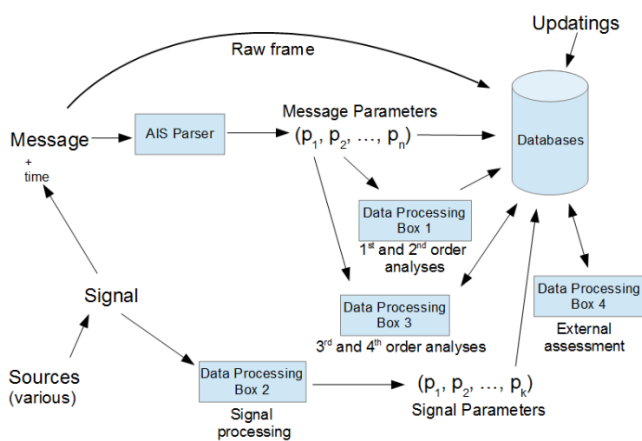 Updatings
Raw frame
Message Parameters
Message
+
time
AIS Parser
(p1, p2, ..., pn)
Databases
Data Processing
Box 1
1st and 2nd order
analyses
Signal
Data Processing
Box 3
3rd and 4th order analyses
Data Processing
Box 4
External
assessment
Sources
(various)
Data Processing
Box 2
Signal
processing
(p1, p2, ..., pk)
Signal Parameters